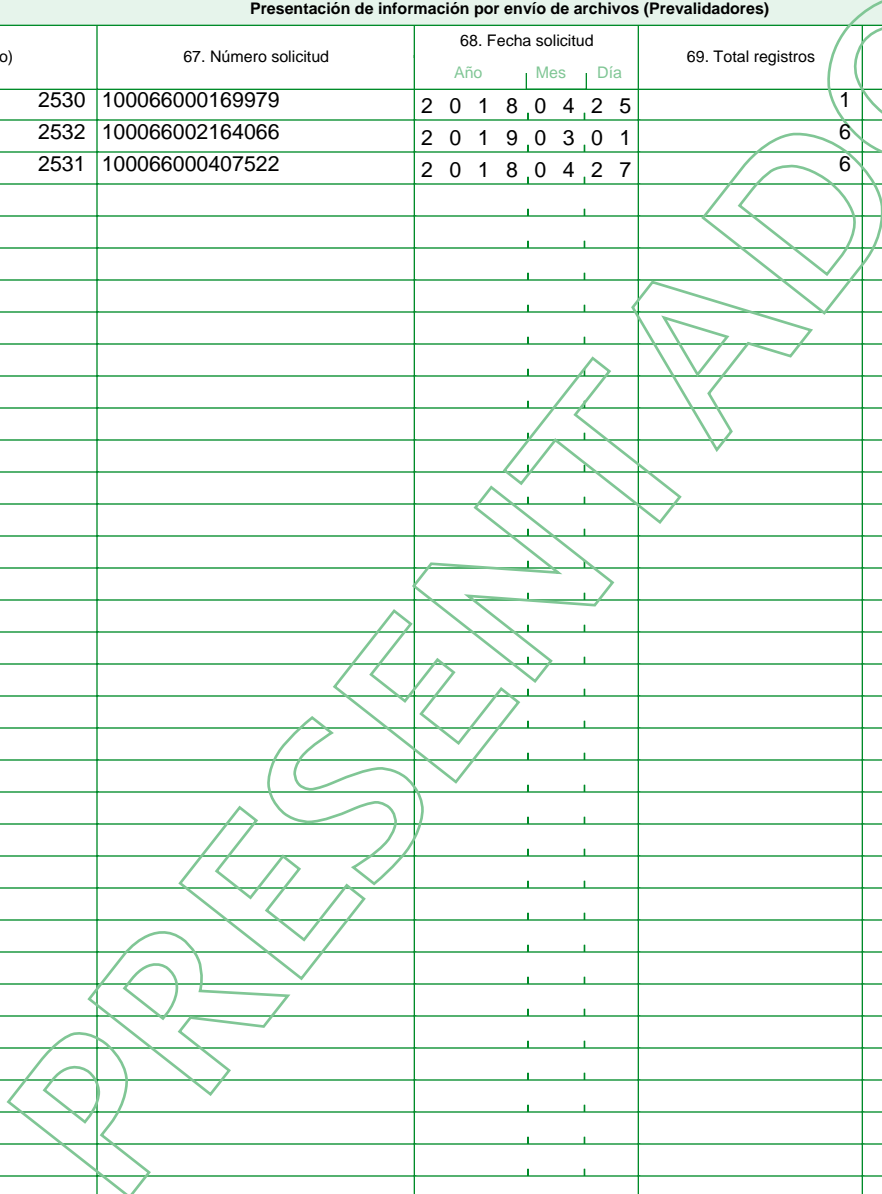 Presentación de información por envío de archivos (Prevalidadores)
o) 67. Número solicitud 68. Fecha solicitud 69. Total registros
Año Mes Día
2530 100066000169979 2 0 1 8 0 4 2 5 1
2532 100066002164066 2 0 1 9 0 3 0 1 6
2531 100066000407522 2 0 1 8 0 4 2 7 6
PRESENTADO